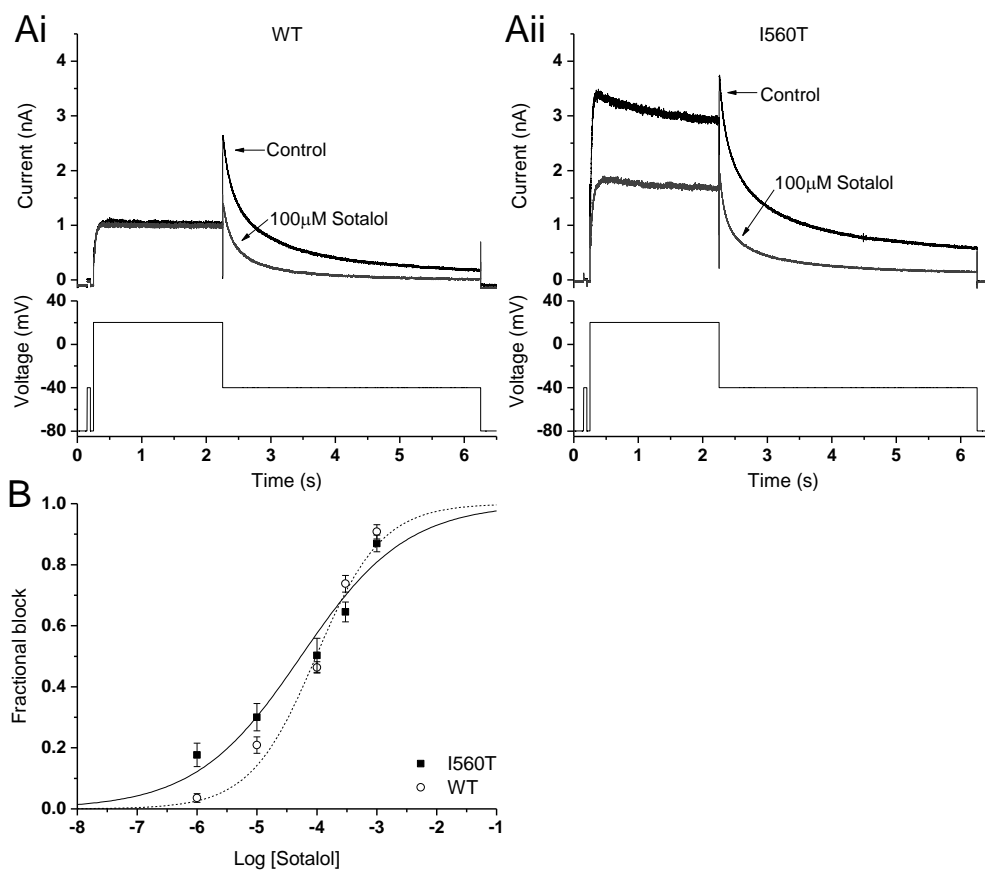 Ai
WT
4
3
2
1
0
Current (nA)
Control
100μM Sotalol
40
0
-40
-80
Voltage (mV)
0 1 2 3 4 5 6
Time (s)
Aii
I560T
4
3
2
1
0
Current (nA)
Control
100μM Sotalol
40
0
-40
-80
Voltage (mV)
0 1 2 3 4 5 6
Time (s)
B
1.0
0.8
0.6
0.4
0.2
0.0
Fractional block
I560T
WT
-8 -7 -6 -5 -4 -3 -2 -1
Log [Sotalol]